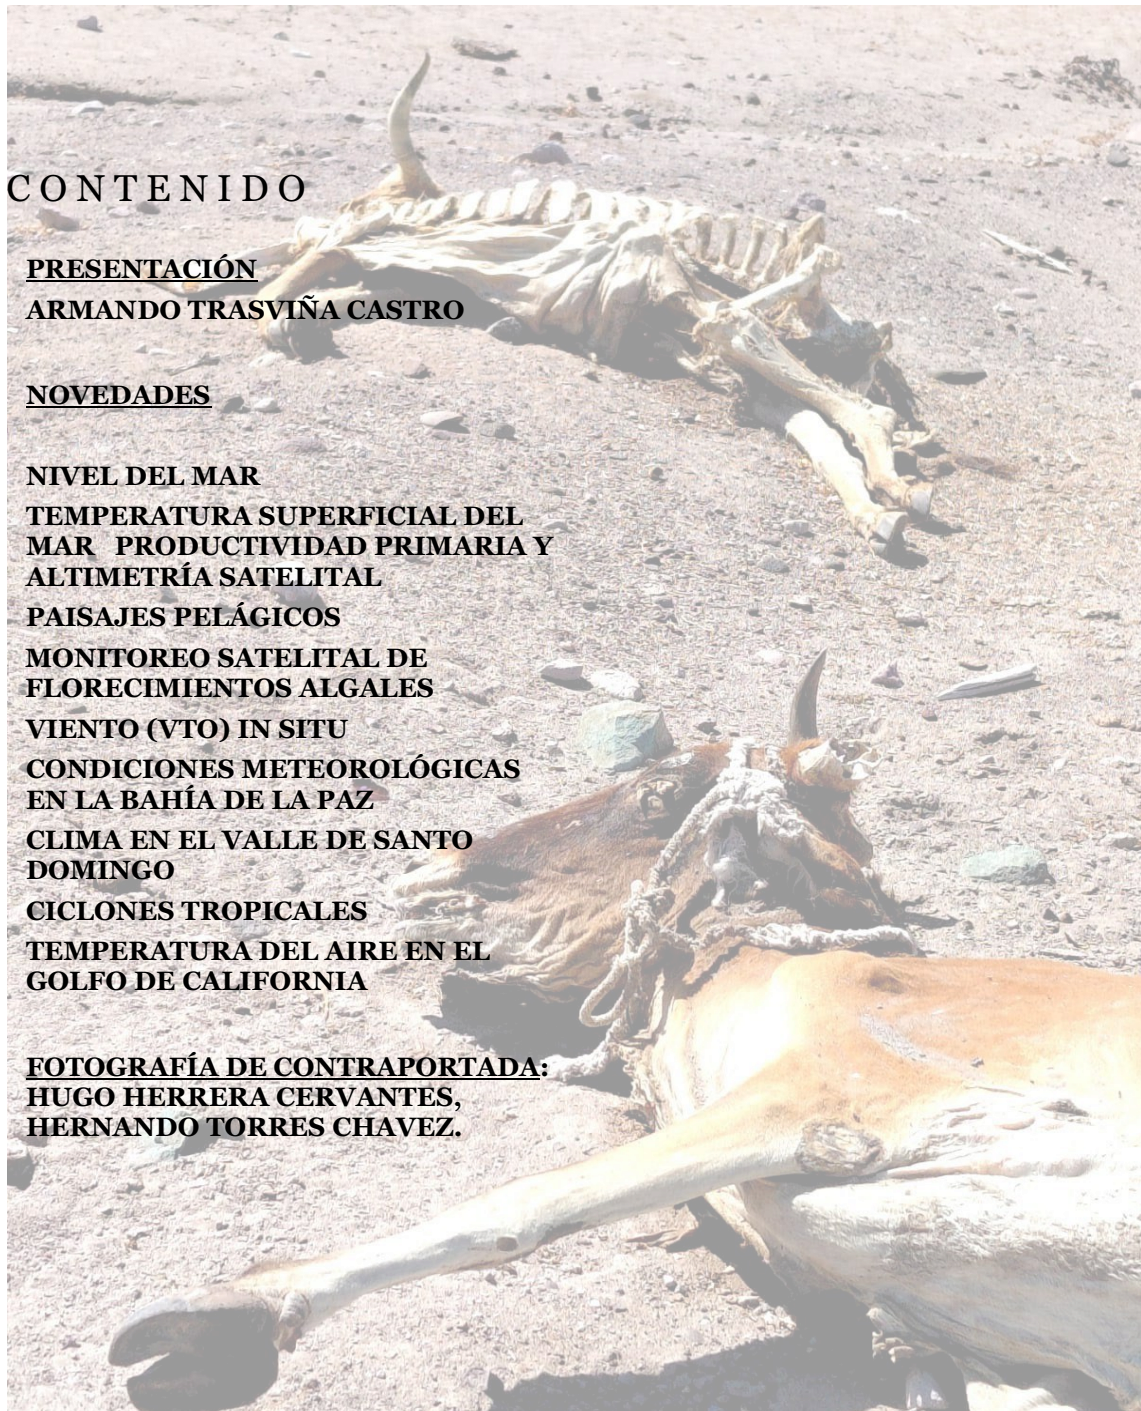 CONTENIDO
PRESENTACIÓN
ARMANDO TRASVIÑA CASTRO
NOVEDADES
NIVEL DEL MAR
TEMPERATURA SUPERFICIAL DEL
MAR PRODUCTIVIDAD PRIMARIA Y
ALTIMETRÍA SATELITAL
PAISAJES PELÁGICOS
MONITOREO SATELITAL DE
FLORECIMIENTOS ALGALES
VIENTO (VTO) IN SITU
CONDICIONES METEOROLÓGICAS
EN LA BAHÍA DE LA PAZ
CLIMA EN EL VALLE DE SANTO
DOMINGO
CICLONES TROPICALES
TEMPERATURA DEL AIRE EN EL
GOLFO DE CALIFORNIA
FOTOGRAFÍA DE CONTRAPORTADA:
HUGO HERRERA CERVANTES,
HERNANDO TORRES CHAVEZ.